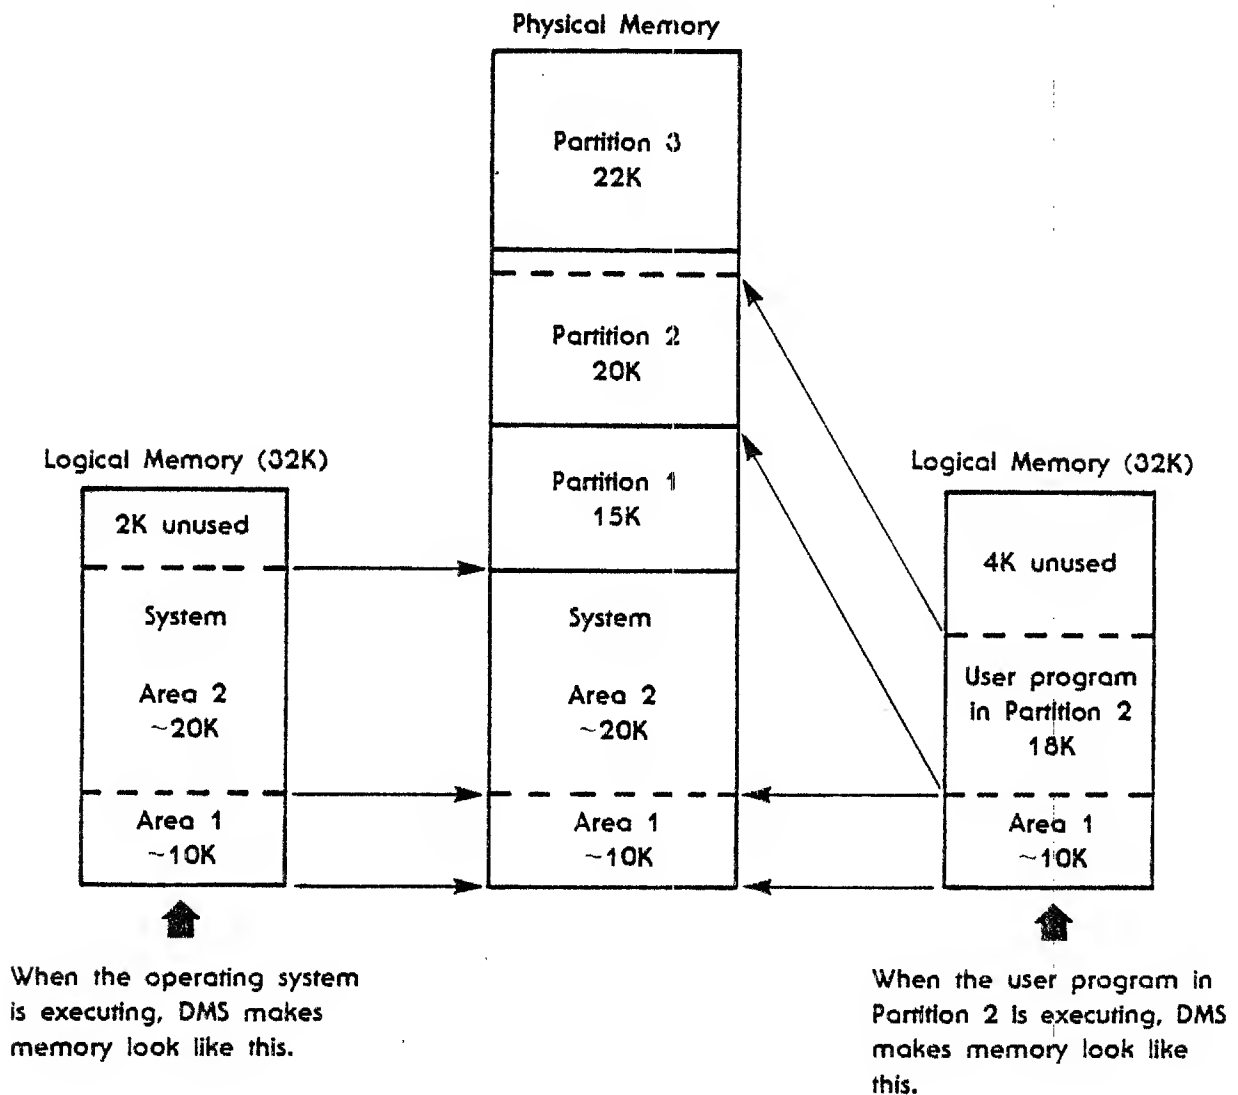 Physical Memory
Partition 3
22K
Partition 2
20K
Partition 1
15K
System
Area 2
~20K
Area 1
~10K
Logical Memory (32K)
2K unused
System
Area 2
~20K
Area 1
~10K
When the operating system
is executing, DMS makes
memory look like this.
Logical Memory (32K)
4K unused
User program
in Partition 2
18K
Area 1
~10K
When the user program in
Partition 2 is executing, DMS
makes memory look like
this.